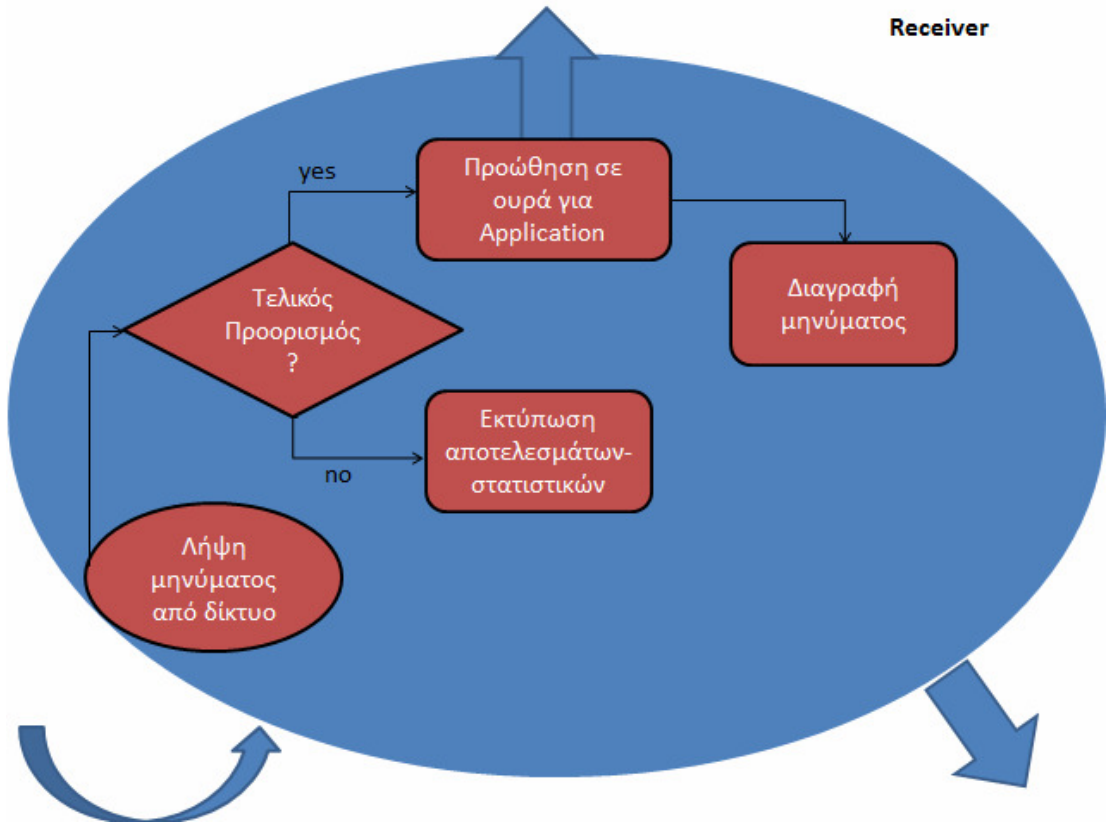 Receiver
yes
Προώθηση σε
ουρά για
Application
Διαγραφή
μηνύματος
Τελικός
Προορισμός
?
no
Εκτύπωση
αποτελεσμάτων-
στατιστικών
Λήψη
μηνύματος
από δίκτυο